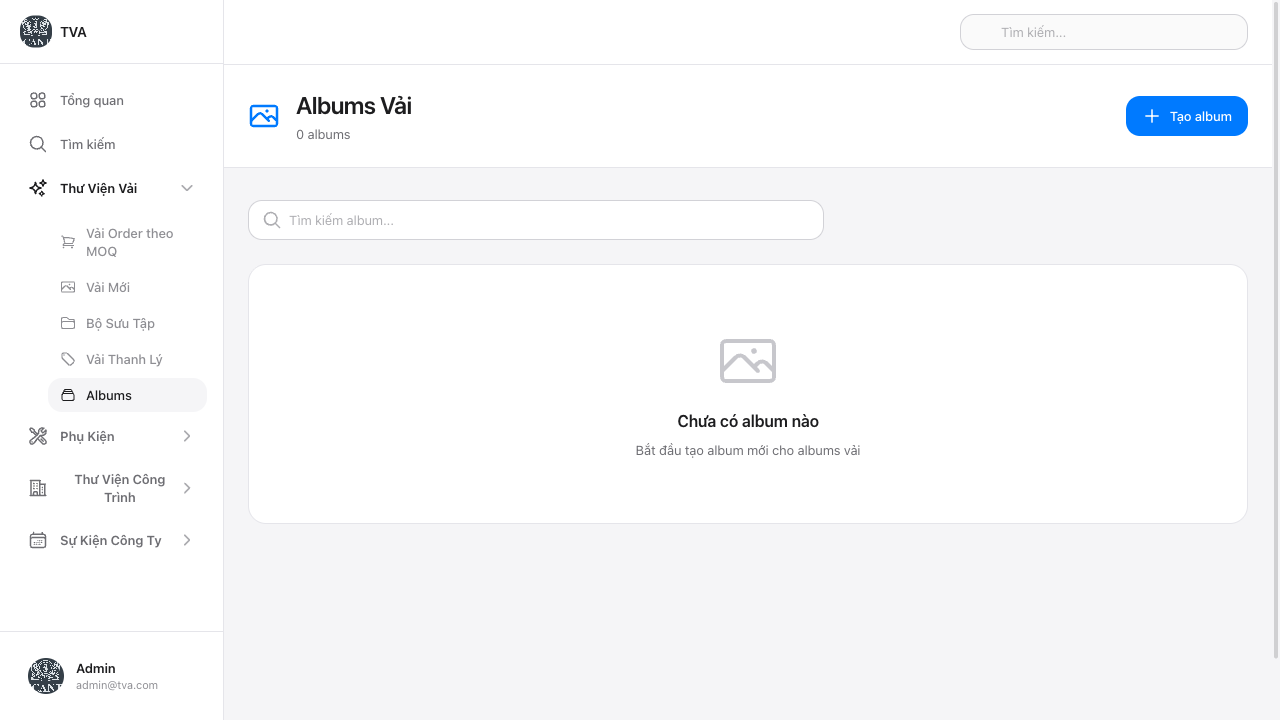 TVA
Tìm kiếm...
Tổng quan
Tìm kiếm
Thư Viện Vải
Vải Order theo
MOQ
Vải Mới
Bộ Sưu Tập
Vải Thanh Lý
Albums
Phụ Kiện
Thư Viện Công
Trình
Sự Kiện Công Ty
Admin
admin@tva.com
Albums Vải
0 albums
Tạo album
Tìm kiếm album...
Chưa có album nào
Bắt đầu tạo album mới cho albums vải